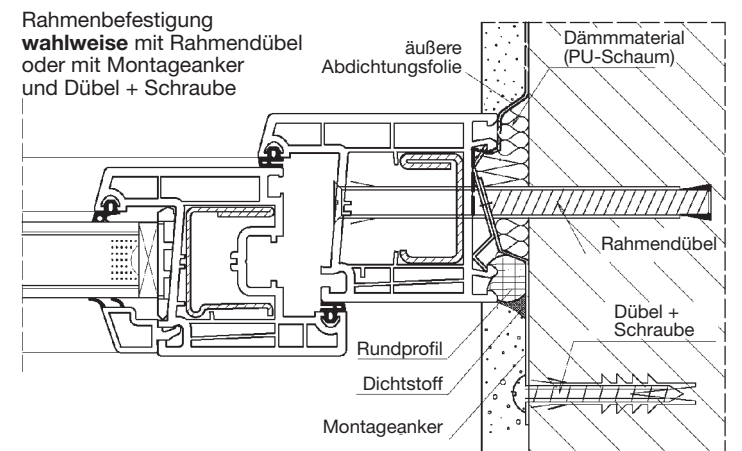 Rahmenbefestigung
wahlweise mit Rahmendübel
oder mit Montageanker
und Dübel + Schraube
äußere
Abdichtungsfolie
Dämmmaterial
(PU-Schaum)
Rahmendübel
Dübel +
Schraube
Rundprofil
Dichtstoff
Montageanker